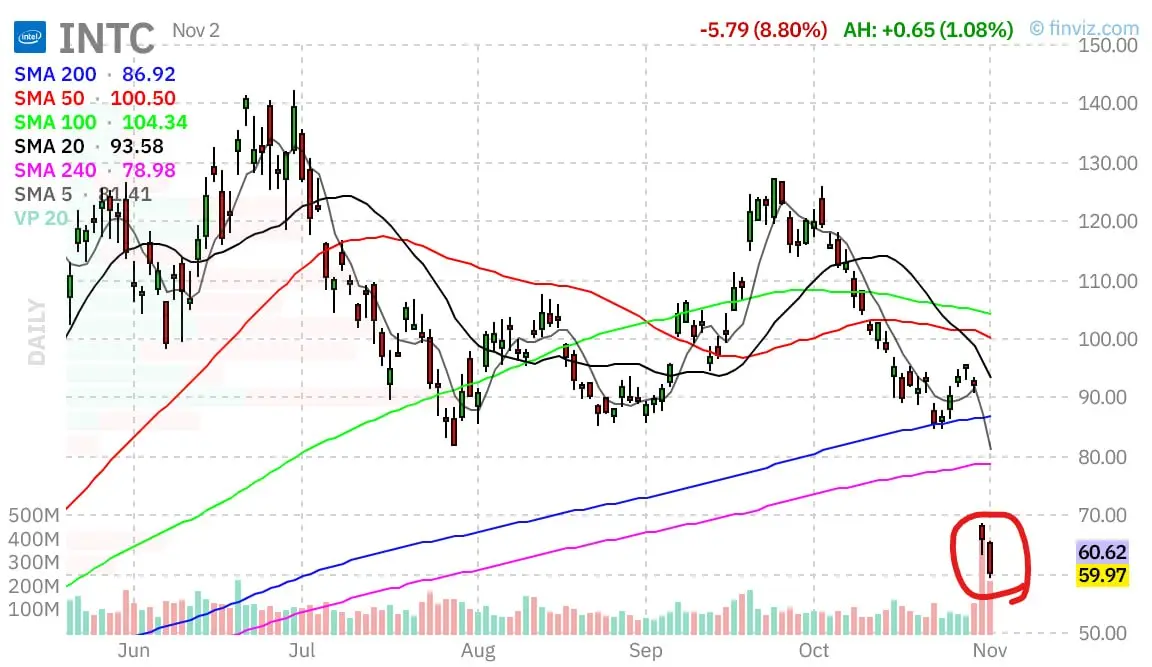 intel INTC Nov 2 -5.79 (8.80%) AH: +0.65 (1.08%) © finviz.com
SMA 200 · 86.92
SMA 50 · 100.50
SMA 100 · 104.34
SMA 20 · 93.58
SMA 240 · 78.98
SMA 5 · 81.41
VP 20
DAILY
150.00
140.00
130.00
120.00
110.00
100.00
90.00
80.00
70.00
60.62
59.97
50.00
500M
400M
300M
200M
100M
Jun Jul Aug Sep Oct Nov